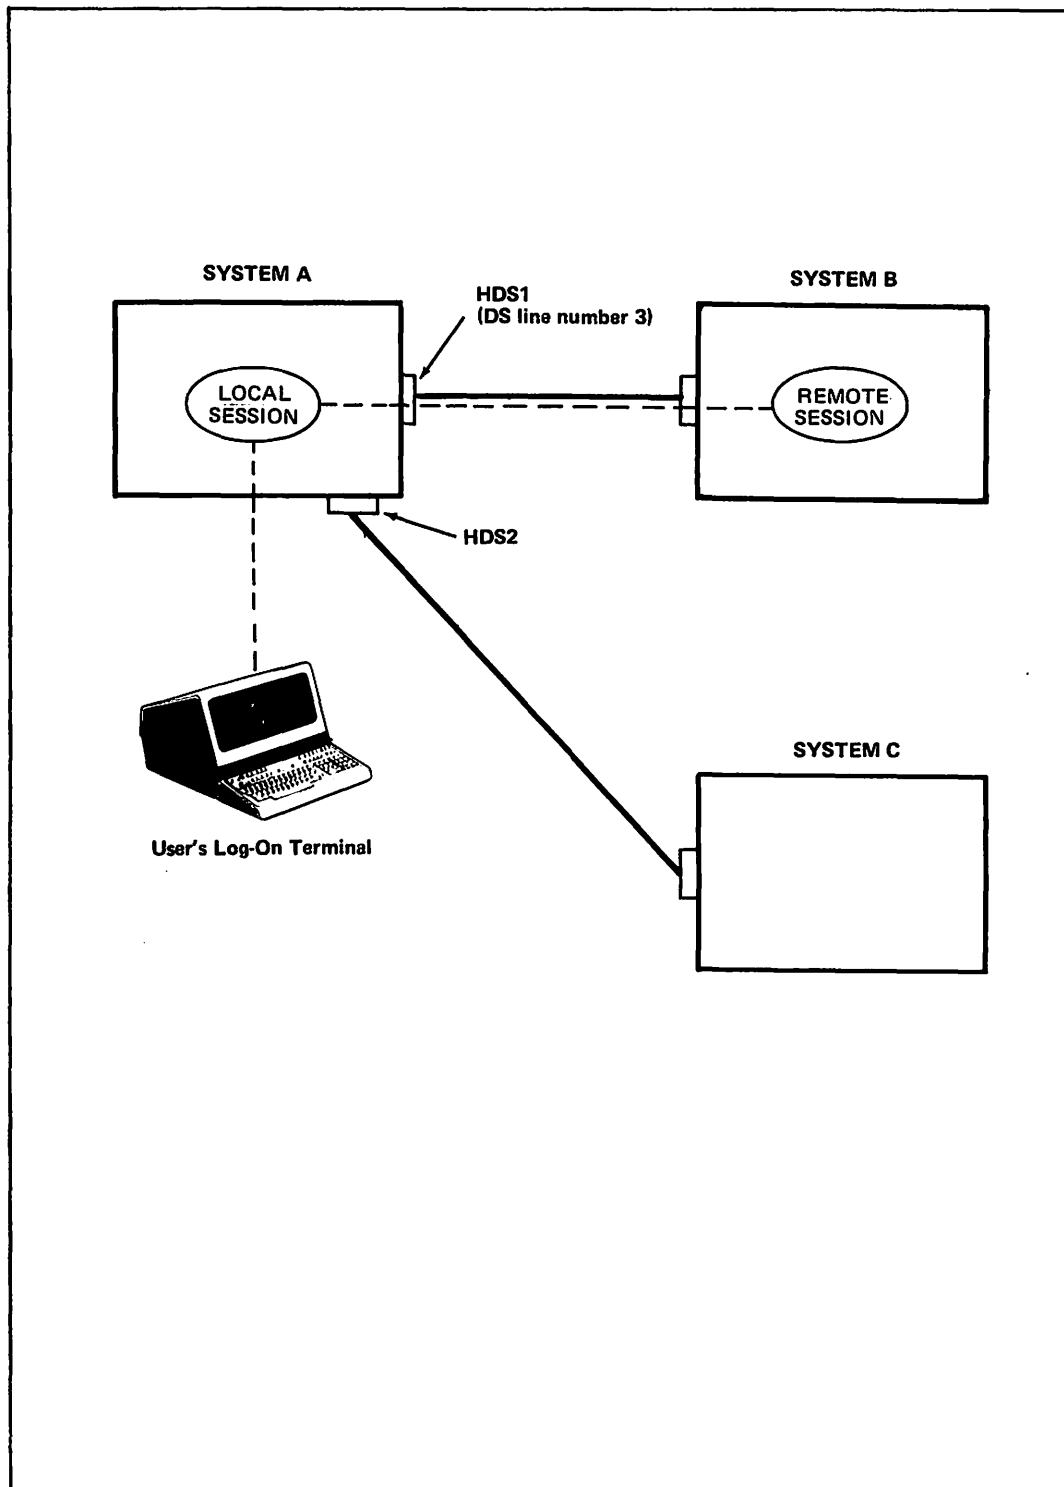 SYSTEM A
SYSTEM B
HDS1
(DS line number 3)
LOCAL
SESSION
REMOTE
SESSION
HDS2
SYSTEM C
User's Log-On Terminal